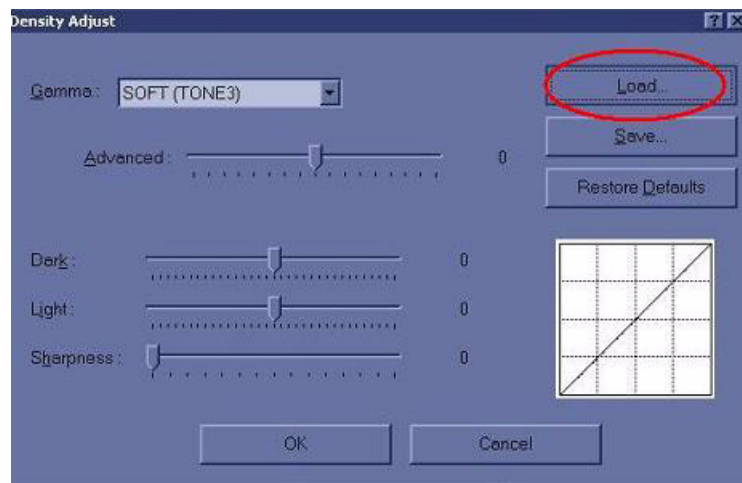 Density Adjust
Gamma : SOFT (TONE3)
Load...
Advanced : 0
Save...
Restore Defaults
Dark : 0
Light : 0
Sharpness : 0
OK Cancel